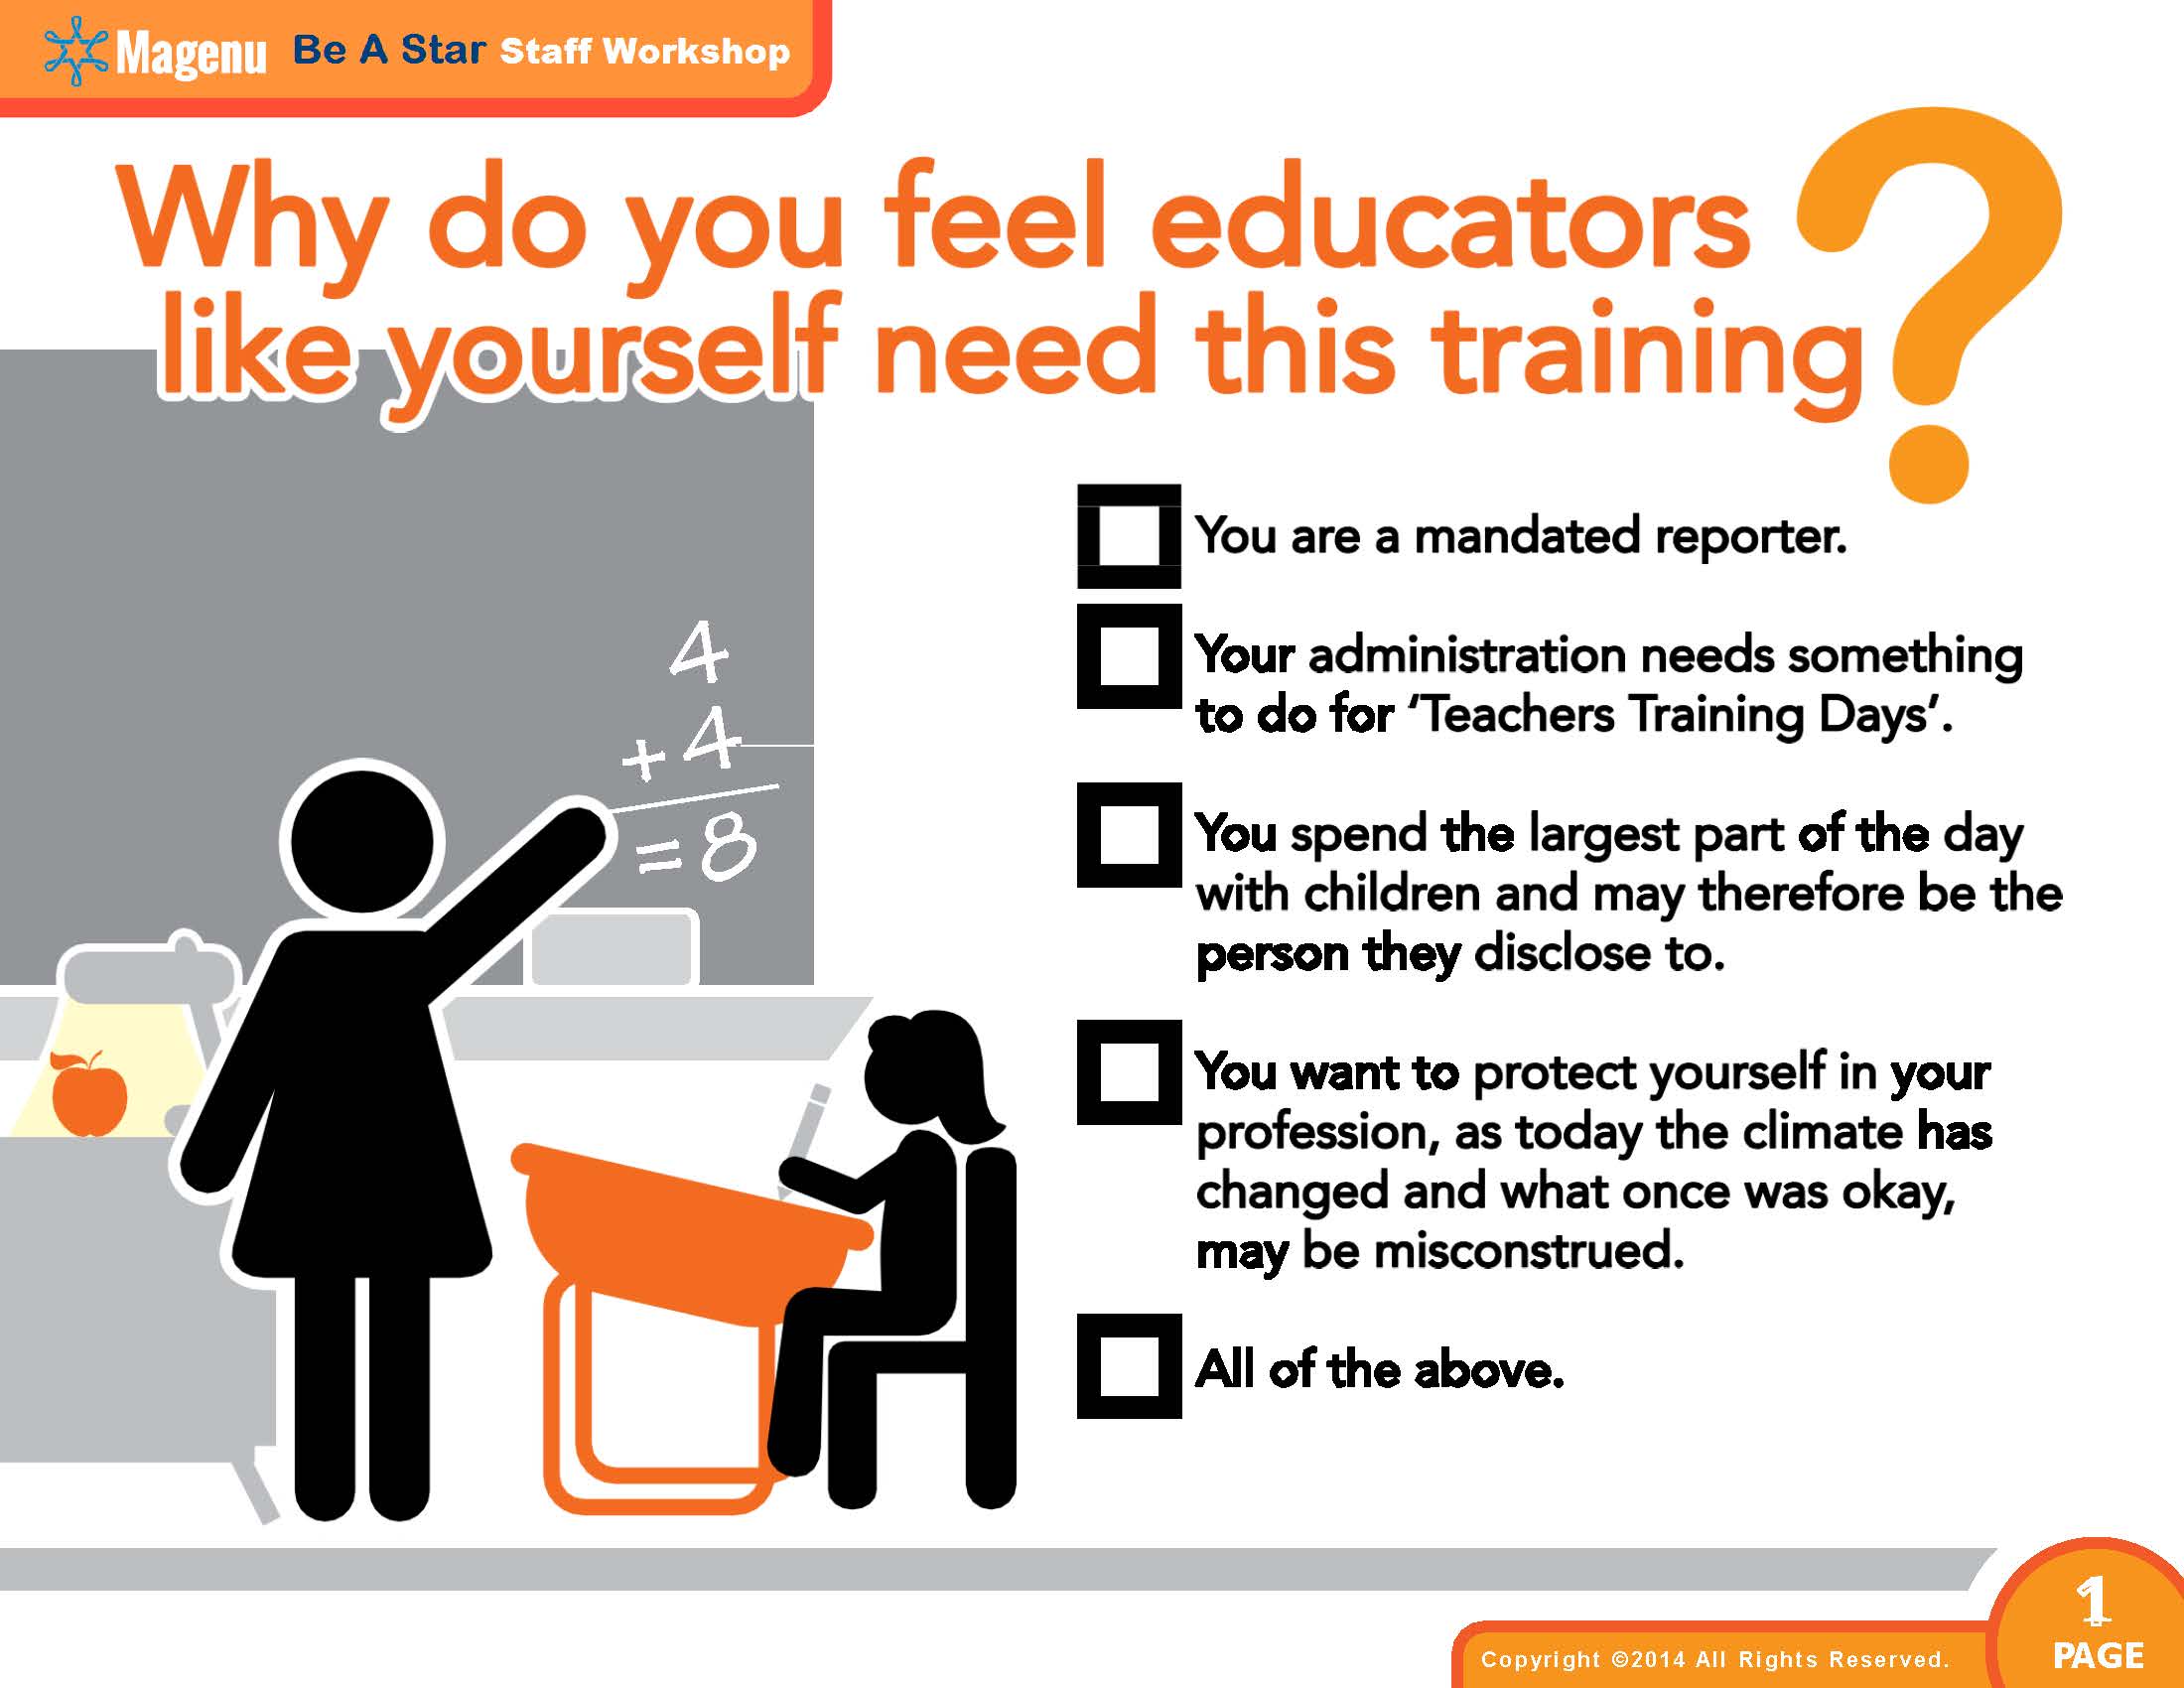 Magenu Be A Star Staff Workshop
Why do you feel educators
like yourself need this training?
You are a mandated reporter.
Your administration needs something
to do for ‘Teachers Training Days’.
You spend the largest part of the day
with children and may therefore be the
person they disclose to.
You want to protect yourself in your
profession, as today the climate has
changed and what once was okay,
may be misconstrued.
All of the above.
4
+4
=8
1
PAGE
Copyright ©2014 All Rights Reserved.